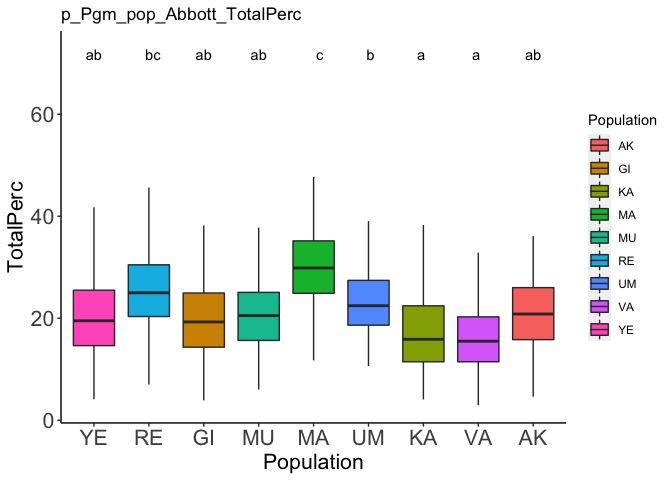 p_Pgm_pop_Abbott_TotalPerc
ab bc ab ab c b a a ab
TotalPerc
60
40
20
0
YE RE GI MU MA UM KA VA AK
Population
Population
AK
GI
KA
MA
MU
RE
UM
VA
YE